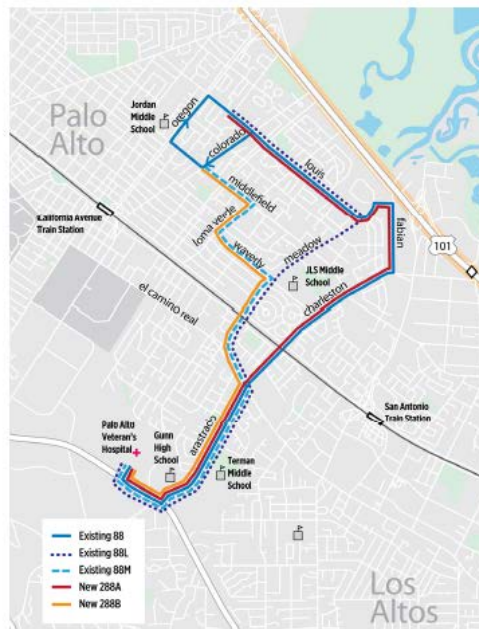 Palo
Alto
Jordan
Middle
School
oregon
colorado
louis
middlefield
loma verde
waverly
meadow
fabian
101
California Avenue
Train Station
JLS Middle
School
charleston
el camino real
San Antonio
Train Station
arastrado
Palo Alto
Veteran's
Hospital
Gunn
High
School
Terman
Middle
School
Existing 88
Existing 88L
Existing 88M
New 288A
New 288B
Los
Altos